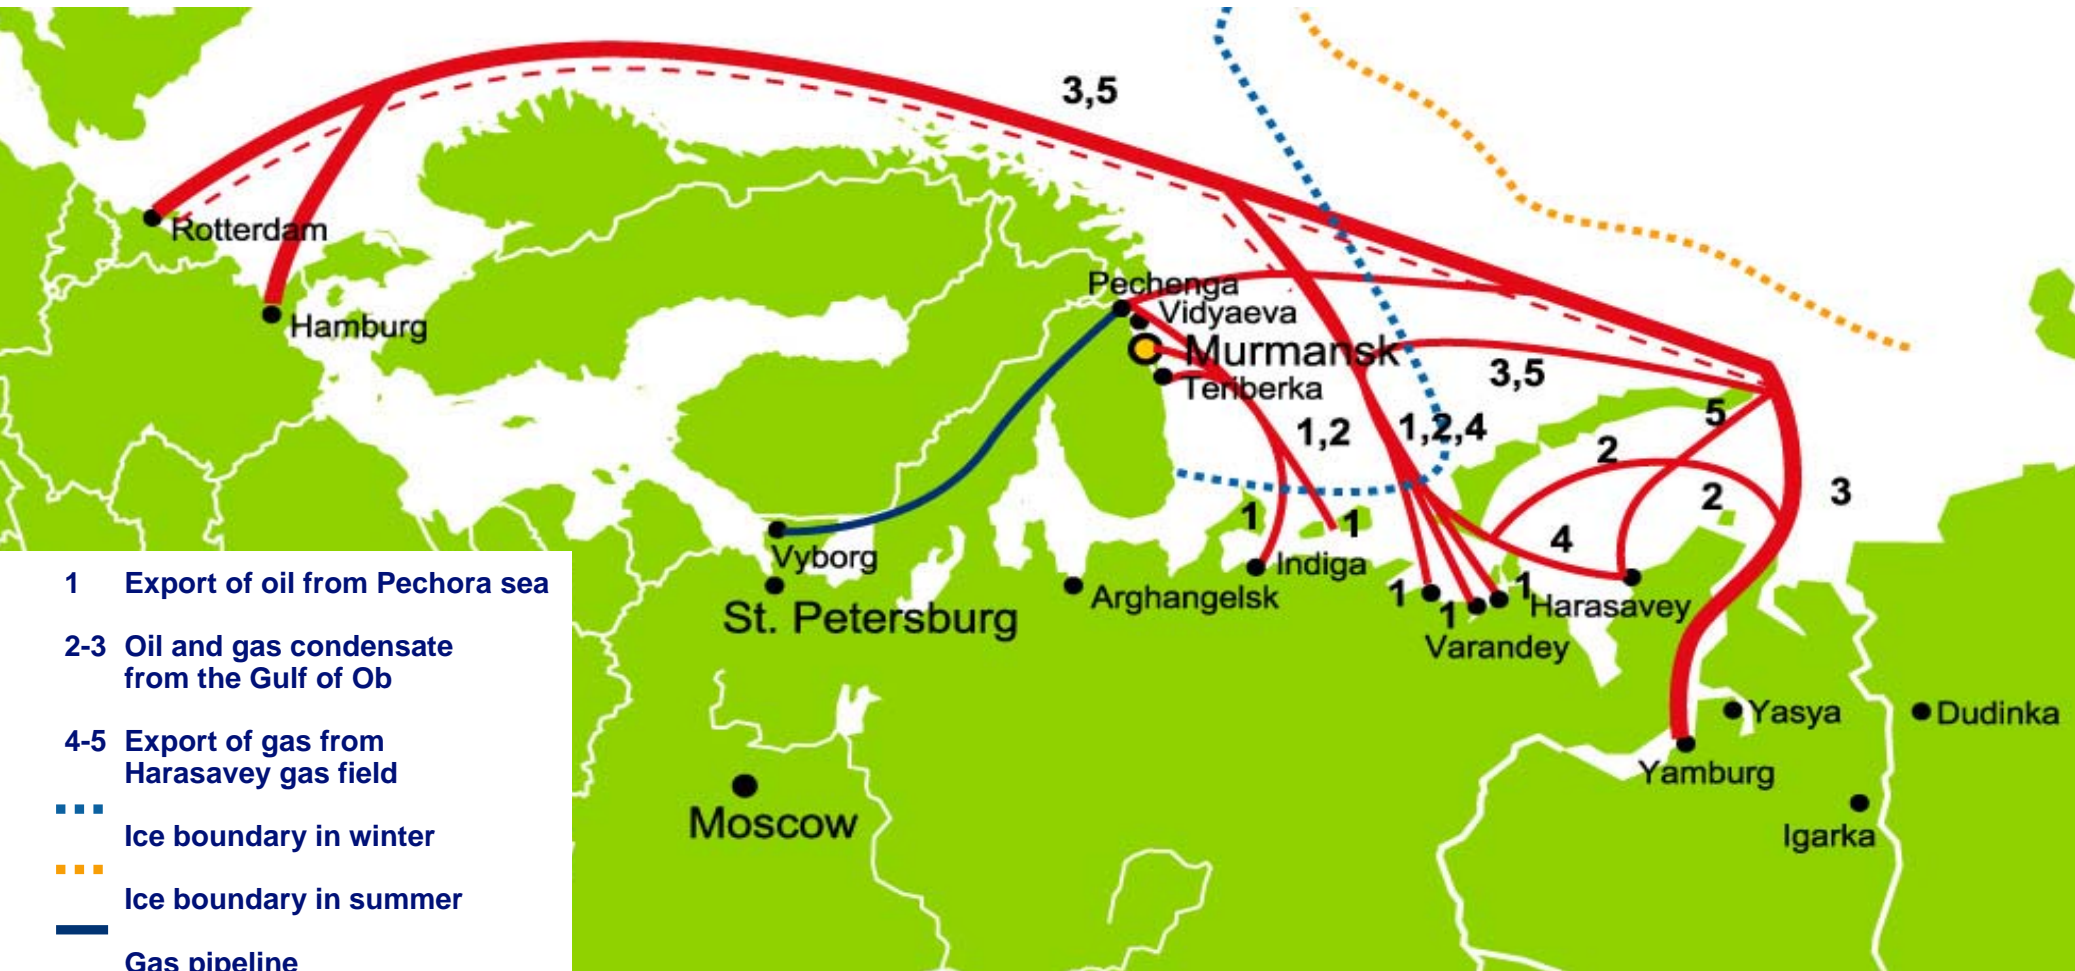 3,5
Rotterdam
Hamburg
Pechenga
Vidyaeva
Murmansk
Teriberka
3,5
1,2
1,2,4
5
2
2
3
1
1
4
Vyborg
Indiga
St. Petersburg
Arghangelsk
1
1
1
Harasavey
Varandey
Yasya
Dudinka
Yamburg
Moscow
Igarka
1 Export of oil from Pechora sea
2-3 Oil and gas condensate
from the Gulf of Ob
4-5 Export of gas from
Harasavey gas field
Ice boundary in winter
Ice boundary in summer
Gas pipeline